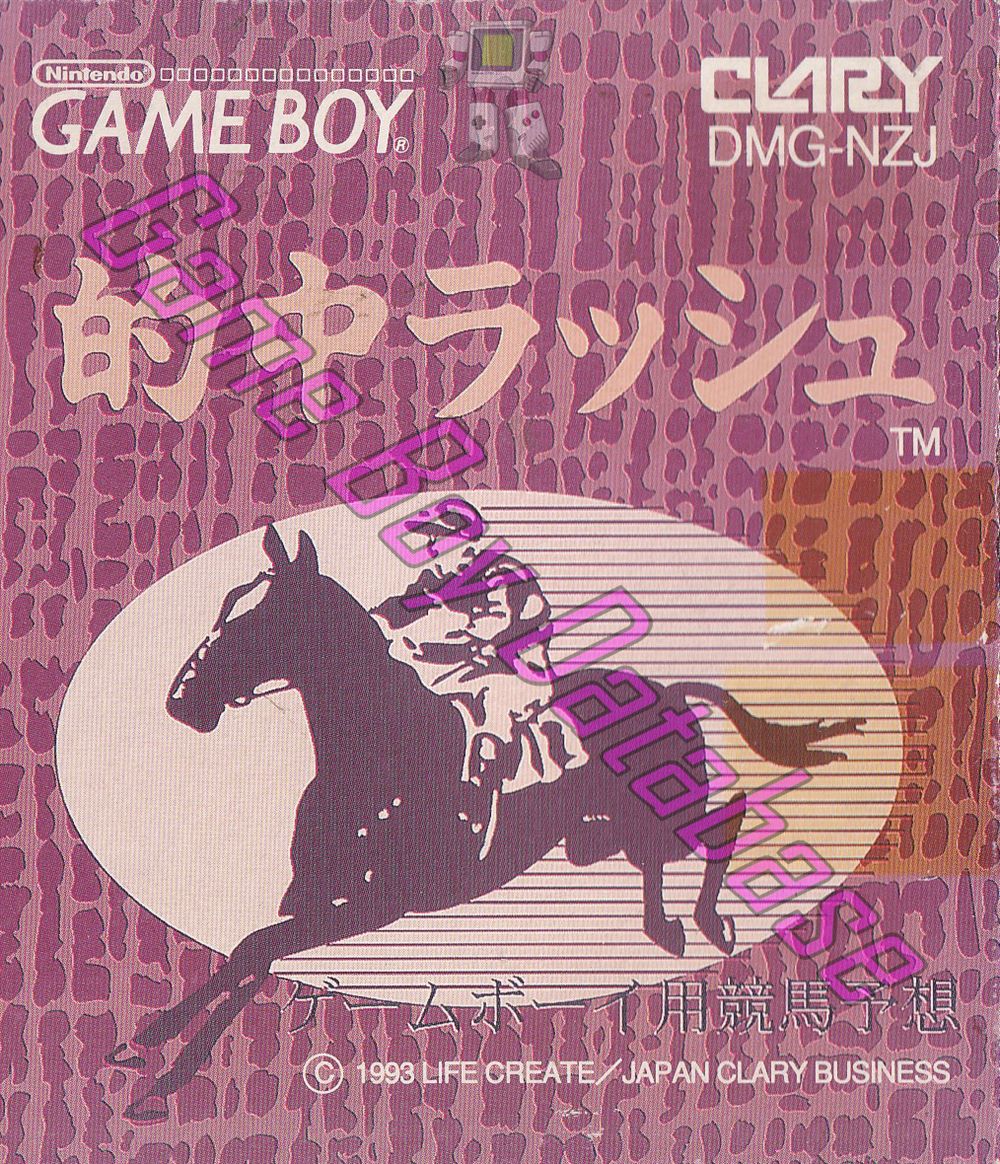 Nintendo®
GAME BOY®
CLARY
DMG-NZJ
的中ラッシュ
TM
Game Boy Database
ゲームボーイ用競馬予想
© 1993 LIFE CREATE/JAPAN CLARY BUSINESS